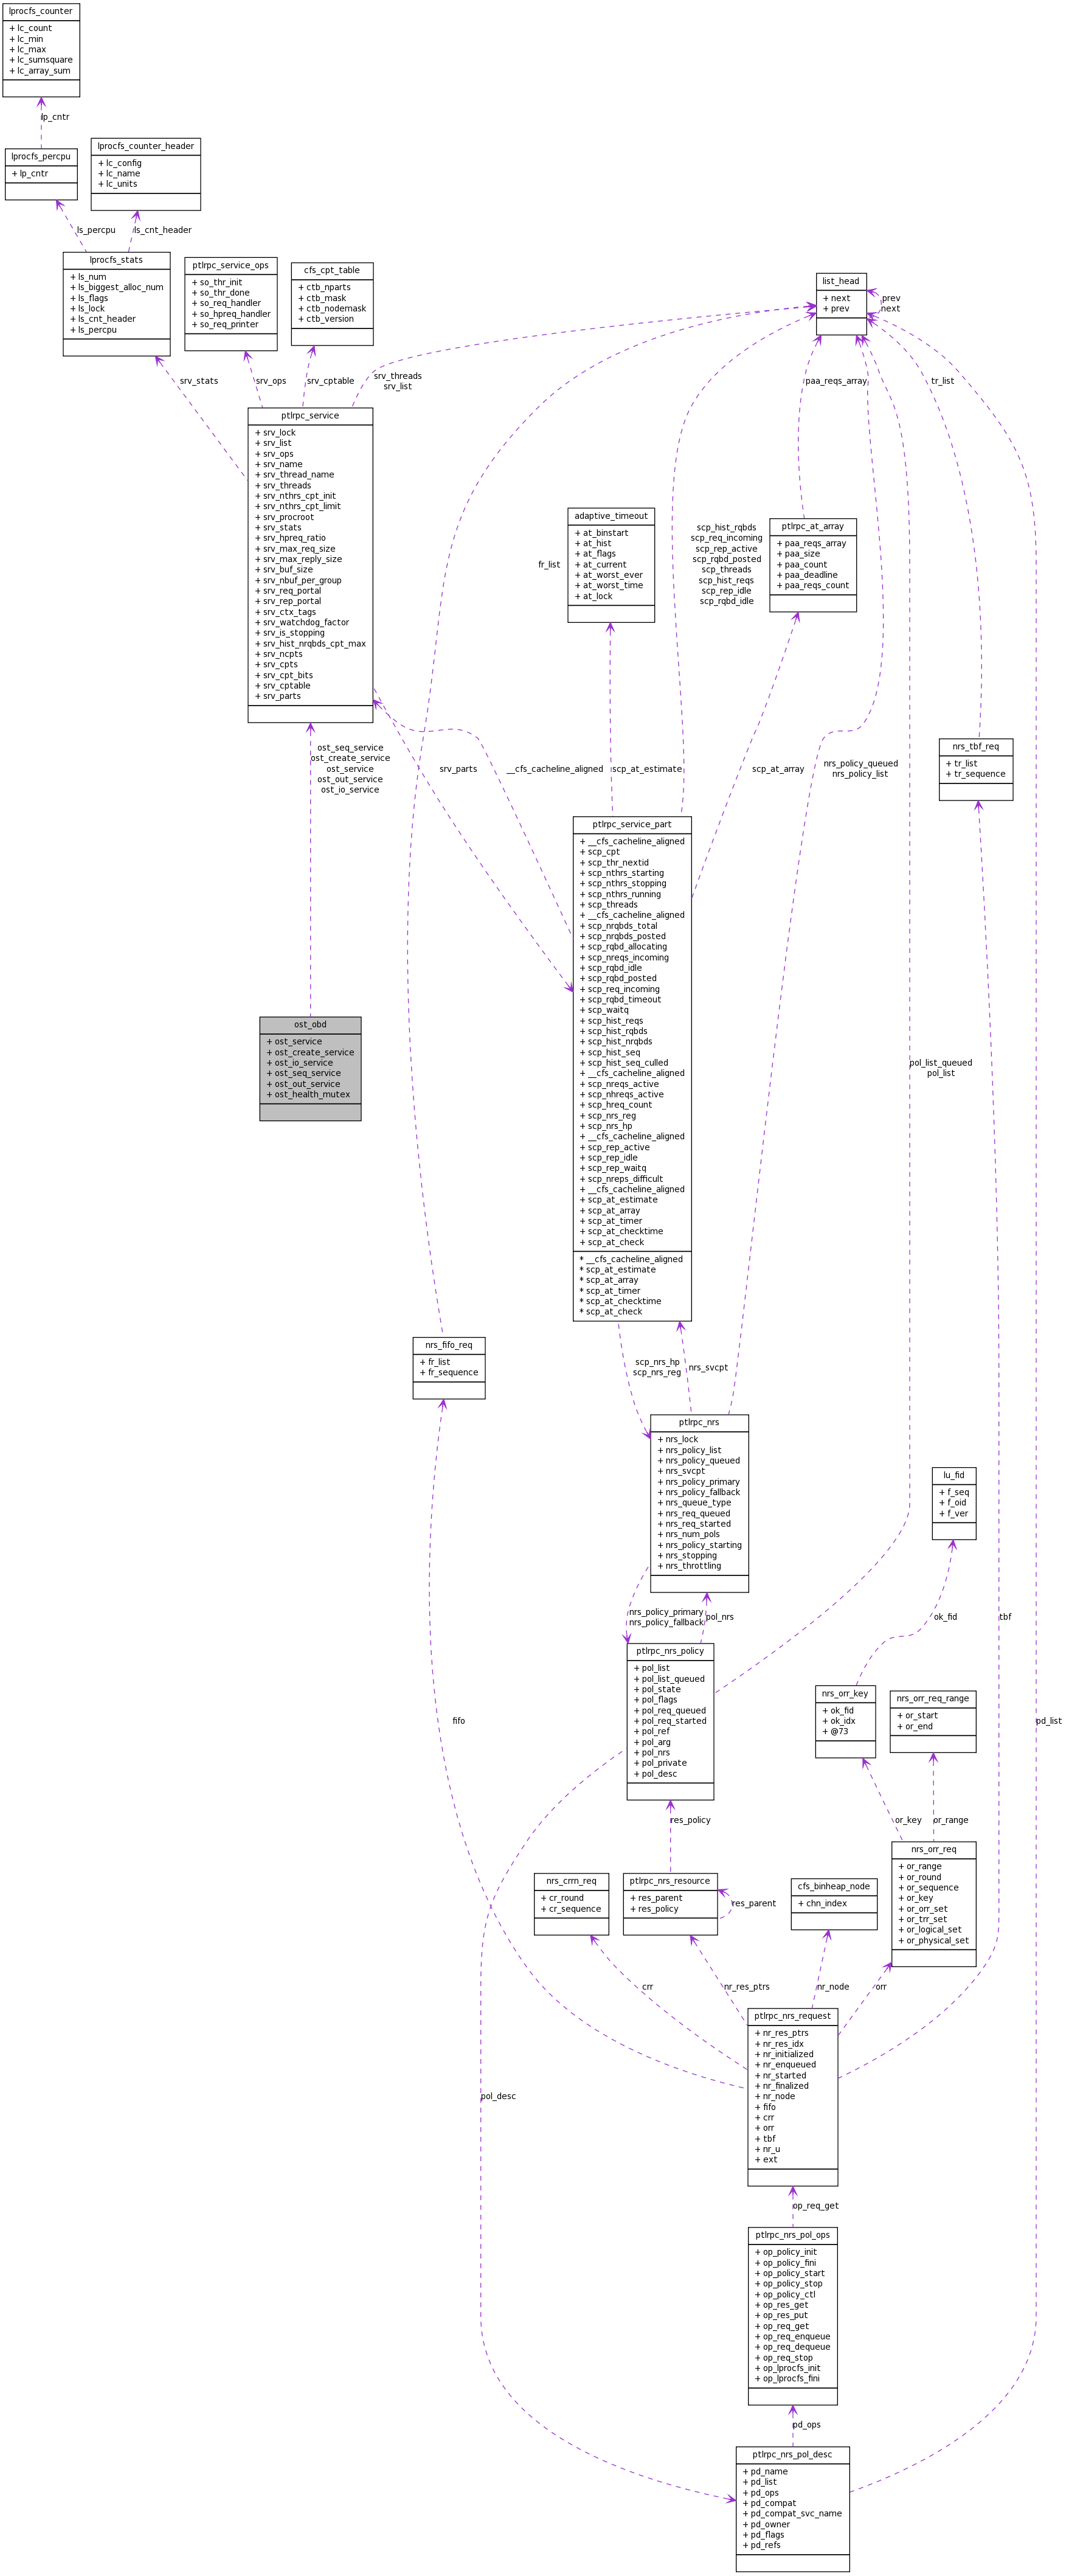 lprocfs_counter
+ lc_count
+ lc_min
+ lc_max
+ lc_sumsquare
+ lc_array_sum
lp_cntr
lprocfs_percpu
+ lp_cntr
lprocfs_counter_header
+ lc_config
+ lc_name
+ lc_units
ls_percpu
ls_cnt_header
lprocfs_stats
+ ls_num
+ ls_biggest_alloc_num
+ ls_flags
+ ls_lock
+ ls_cnt_header
+ ls_percpu
ptlrpc_service_ops
+ so_thr_init
+ so_thr_done
+ so_req_handler
+ so_hpreq_handler
+ so_req_printer
cfs_cpt_table
+ ctb_nparts
+ ctb_mask
+ ctb_nodemask
+ ctb_version
list_head
+ next
+ prev
prev
next
srv_stats
srv_ops
srv_cptable
srv_threads
srv_list
paa_reqs_array
tr_list
ptlrpc_service
+ srv_lock
+ srv_list
+ srv_ops
+ srv_name
+ srv_thread_name
+ srv_threads
+ srv_nthrs_cpt_init
+ srv_nthrs_cpt_limit
+ srv_procroot
+ srv_stats
+ srv_hpreq_ratio
+ srv_max_req_size
+ srv_max_reply_size
+ srv_buf_size
+ srv_nbuf_per_group
+ srv_req_portal
+ srv_rep_portal
+ srv_ctx_tags
+ srv_watchdog_factor
+ srv_is_stopping
+ srv_hist_nrqbds_cpt_max
+ srv_ncpts
+ srv_cpts
+ srv_cpt_bits
+ srv_cptable
+ srv_parts
fr_list
adaptive_timeout
+ at_binstart
+ at_hist
+ at_flags
+ at_current
+ at_worst_ever
+ at_worst_time
+ at_lock
scp_hist_rqbds
scp_req_incoming
scp_rep_active
scp_rqbd_posted
scp_threads
scp_hist_reqs
scp_rep_idle
scp_rqbd_idle
ptlrpc_at_array
+ paa_reqs_array
+ paa_size
+ paa_count
+ paa_deadline
+ paa_reqs_count
nrs_tbf_req
+ tr_list
+ tr_sequence
ost_seq_service
ost_create_service
ost_service
ost_out_service
ost_io_service
srv_parts
__cfs_cacheline_aligned
scp_at_estimate
scp_at_array
nrs_policy_queued
nrs_policy_list
ptlrpc_service_part
+ __cfs_cacheline_aligned
+ scp_cpt
+ scp_thr_nextid
+ scp_nthrs_starting
+ scp_nthrs_stopping
+ scp_nthrs_running
+ scp_threads
+ __cfs_cacheline_aligned
+ scp_nrqbds_total
+ scp_nrqbds_posted
+ scp_rqbd_allocating
+ scp_nreqs_incoming
+ scp_rqbd_idle
+ scp_rqbd_posted
+ scp_req_incoming
+ scp_rqbd_timeout
+ scp_waitq
+ scp_hist_reqs
+ scp_hist_rqbds
+ scp_hist_nrqbds
+ scp_hist_seq
+ scp_hist_seq_culled
+ __cfs_cacheline_aligned
+ scp_nreqs_active
+ scp_nhreqs_active
+ scp_hreq_count
+ scp_nrs_reg
+ scp_nrs_hp
+ __cfs_cacheline_aligned
+ scp_rep_active
+ scp_rep_idle
+ scp_rep_waitq
+ scp_nreps_difficult
+ __cfs_cacheline_aligned
+ scp_at_estimate
+ scp_at_array
+ scp_at_timer
+ scp_at_checktime
+ scp_at_check
* __cfs_cacheline_aligned
* scp_at_estimate
* scp_at_array
* scp_at_timer
* scp_at_checktime
* scp_at_check
ost_obd
+ ost_service
+ ost_create_service
+ ost_io_service
+ ost_seq_service
+ ost_out_service
+ ost_health_mutex
pol_list_queued
pol_list
nrs_fifo_req
+ fr_list
+ fr_sequence
scp_nrs_hp
scp_nrs_reg
nrs_svcpt
ptlrpc_nrs
+ nrs_lock
+ nrs_policy_list
+ nrs_policy_queued
+ nrs_svcpt
+ nrs_policy_primary
+ nrs_policy_fallback
+ nrs_queue_type
+ nrs_req_queued
+ nrs_req_started
+ nrs_num_pols
+ nrs_policy_starting
+ nrs_stopping
+ nrs_throttling
lu_fid
+ f_seq
+ f_oid
+ f_ver
nrs_policy_primary
nrs_policy_fallback
pol_nrs
ok_fid
tbf
ptlrpc_nrs_policy
+ pol_list
+ pol_list_queued
+ pol_state
+ pol_flags
+ pol_req_queued
+ pol_req_started
+ pol_ref
+ pol_arg
+ pol_nrs
+ pol_private
+ pol_desc
nrs_orr_key
+ ok_fid
+ ok_idx
+ @73
nrs_orr_req_range
+ or_start
+ or_end
fifo
pd_list
res_policy
or_key
or_range
nrs_crrn_req
+ cr_round
+ cr_sequence
ptlrpc_nrs_resource
+ res_parent
+ res_policy
res_parent
cfs_binheap_node
+ chn_index
nrs_orr_req
+ or_range
+ or_round
+ or_sequence
+ or_key
+ or_orr_set
+ or_trr_set
+ or_logical_set
+ or_physical_set
crr
nr_res_ptrs
nr_node
orr
ptlrpc_nrs_request
+ nr_res_ptrs
+ nr_res_idx
+ nr_initialized
+ nr_enqueued
+ nr_started
+ nr_finalized
+ nr_node
+ fifo
+ crr
+ orr
+ tbf
+ nr_u
+ ext
pol_desc
op_req_get
ptlrpc_nrs_pol_ops
+ op_policy_init
+ op_policy_fini
+ op_policy_start
+ op_policy_stop
+ op_policy_ctl
+ op_res_get
+ op_res_put
+ op_req_get
+ op_req_enqueue
+ op_req_dequeue
+ op_req_stop
+ op_lprocfs_init
+ op_lprocfs_fini
pd_ops
ptlrpc_nrs_pol_desc
+ pd_name
+ pd_list
+ pd_ops
+ pd_compat
+ pd_compat_svc_name
+ pd_owner
+ pd_flags
+ pd_refs